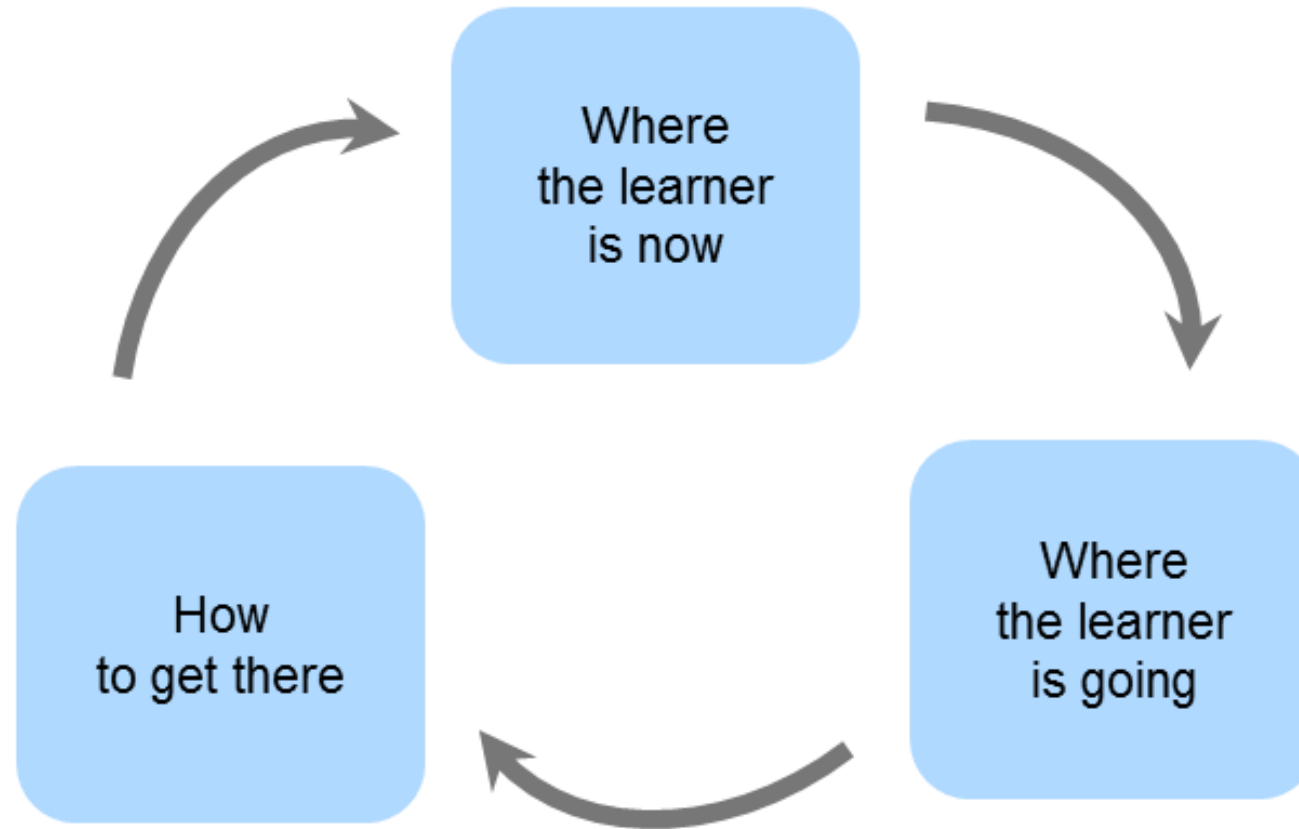 Where
the learner
is now
Where
the learner
is going
How
to get there